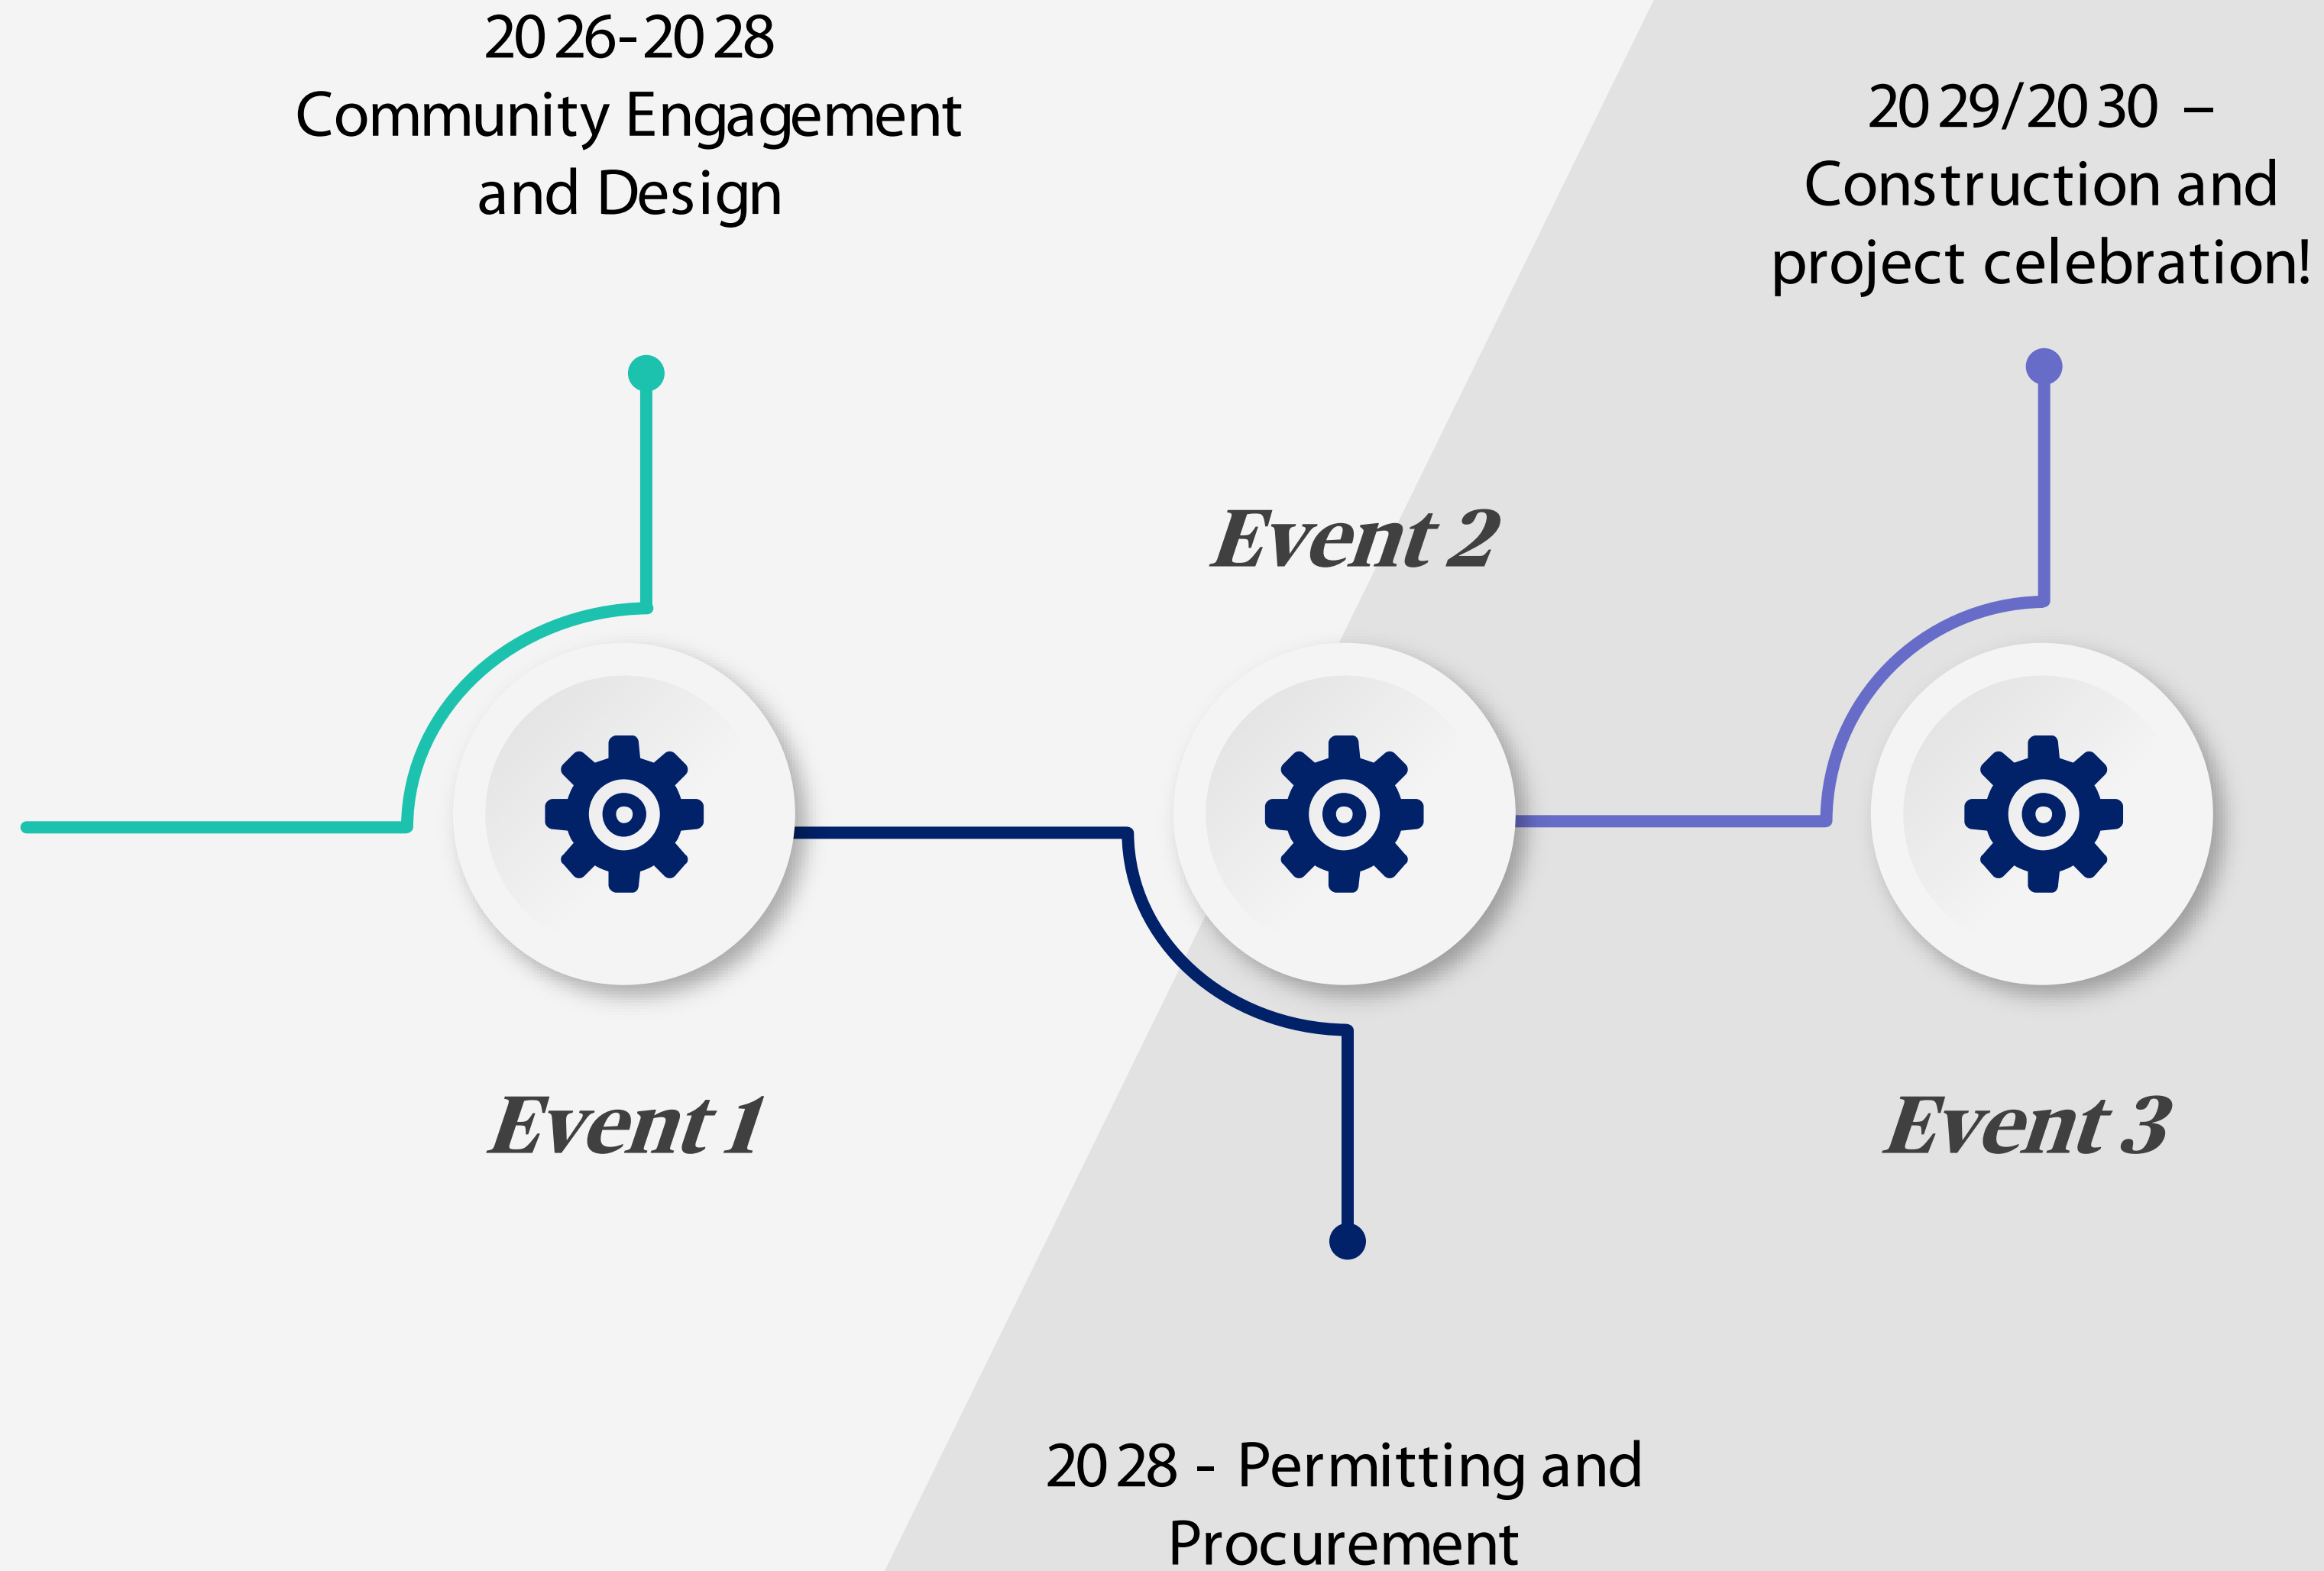 2026-2028
Community Engagement
and Design
2029/2030 –
Construction and
project celebration!
Event 2
Event 1
Event 3
2028 - Permitting and
Procurement